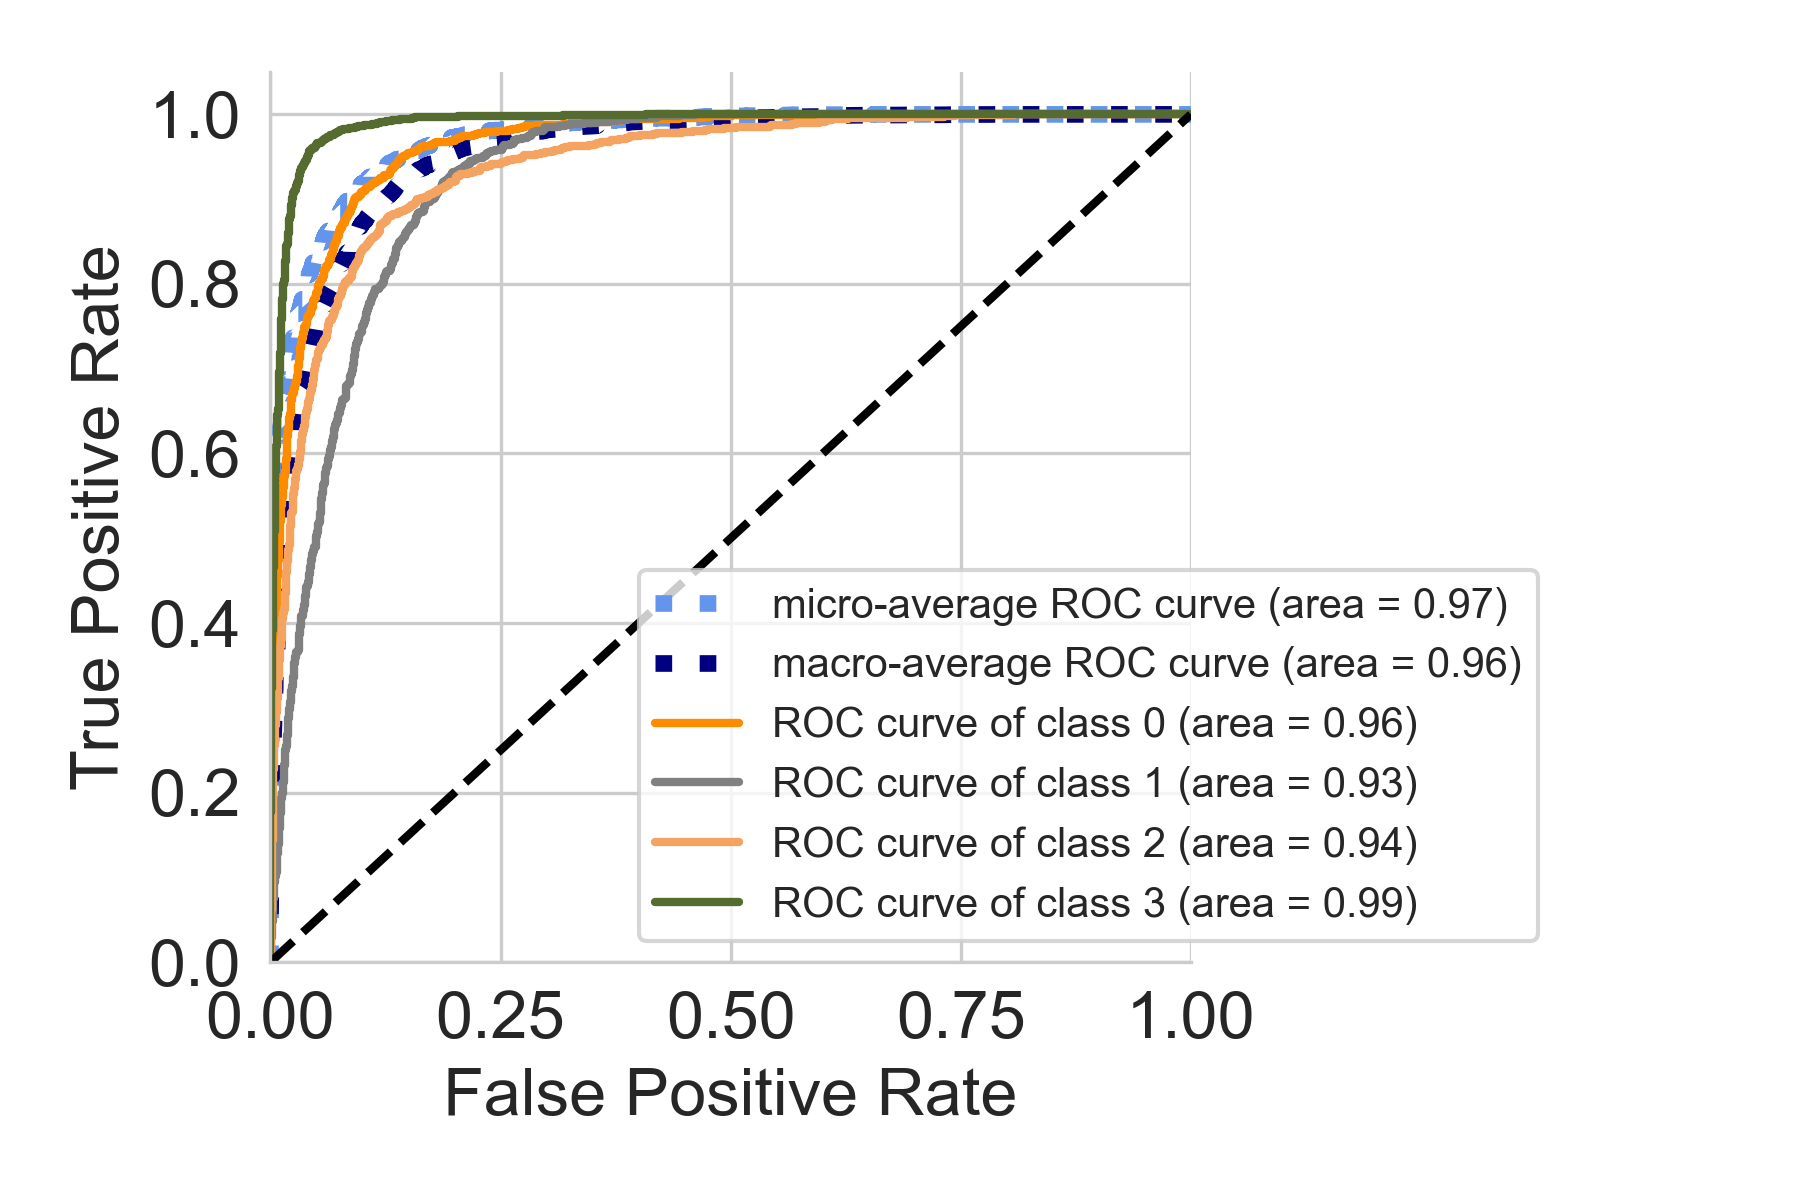 True Positive Rate
1.0
0.8
0.6
0.4
0.2
0.0
0.00 0.25 0.50 0.75 1.00
False Positive Rate
micro-average ROC curve (area = 0.97)
macro-average ROC curve (area = 0.96)
ROC curve of class 0 (area = 0.96)
ROC curve of class 1 (area = 0.93)
ROC curve of class 2 (area = 0.94)
ROC curve of class 3 (area = 0.99)